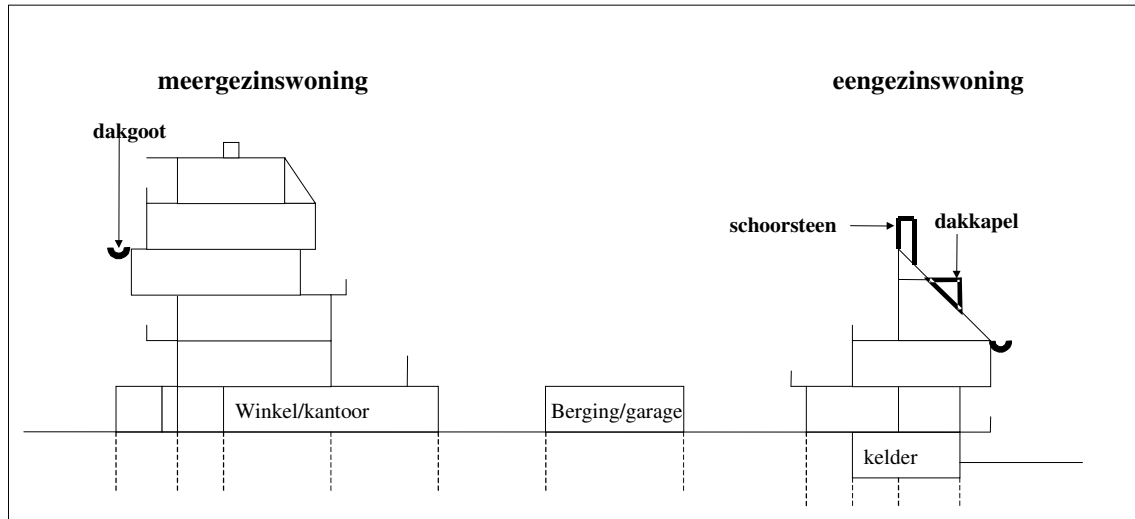 meergezinswoning
eengezinswoning
dakgoot
schoorsteen
dakkapel
Winkel/kantoor
Berging/garage
kelder